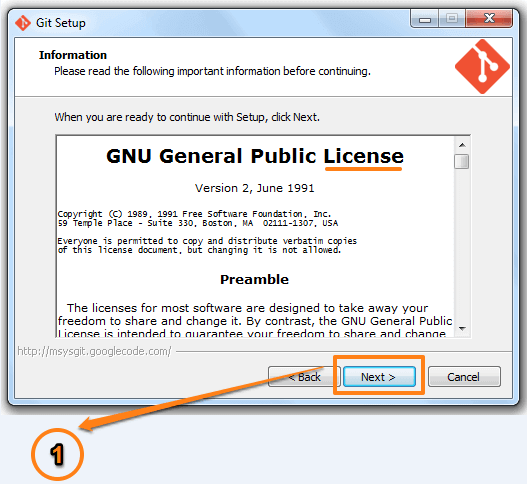 Git Setup
Information
Please read the following important information before continuing.
When you are ready to continue with Setup, click Next.
GNU General Public License
Version 2, June 1991
Copyright (C) 1989, 1991 Free Software Foundation, Inc.
59 Temple Place - Suite 330, Boston, MA  02111-1307, USA
Everyone is permitted to copy and distribute verbatim copies
of this license document, but changing it is not allowed.
Preamble
The licenses for most software are designed to take away your
freedom to share and change it. By contrast, the GNU General Public
License is intended to guarantee your freedom to share and change
http://msysgit.googlecode.com/
< Back Next > Cancel
1